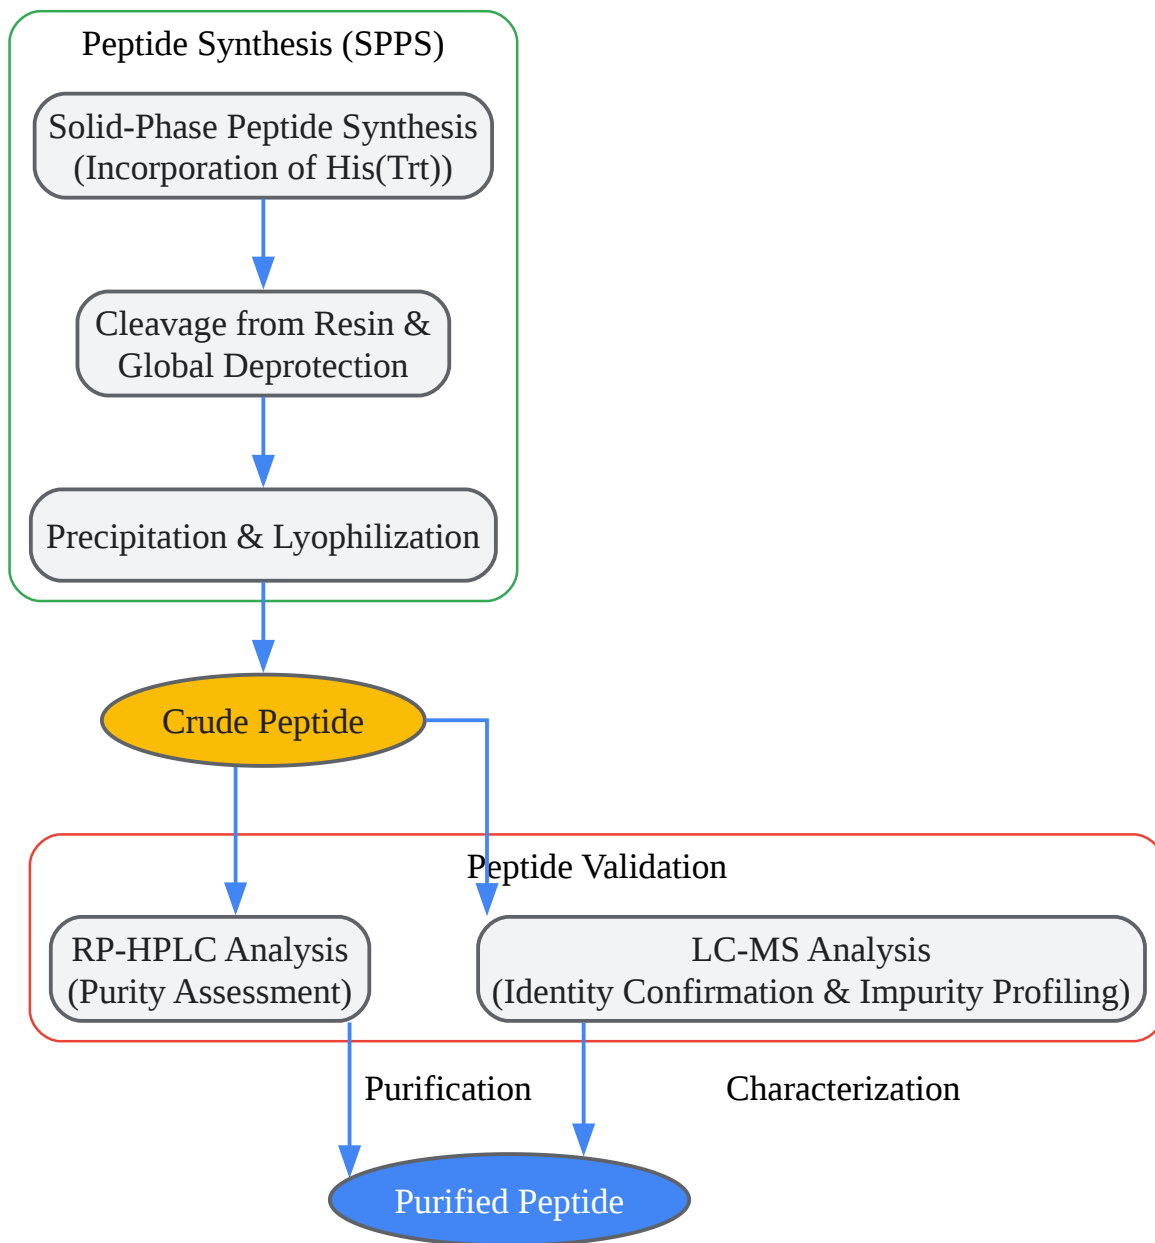 Peptide Synthesis (SPPS)
Solid-Phase Peptide Synthesis
(Incorporation of His(Trt))
Cleavage from Resin &
Global Deprotection
Precipitation & Lyophilization
Crude Peptide
Peptide Validation
RP-HPLC Analysis
(Purity Assessment)
LC-MS Analysis
(Identity Confirmation & Impurity Profiling)
Purification
Characterization
Purified Peptide